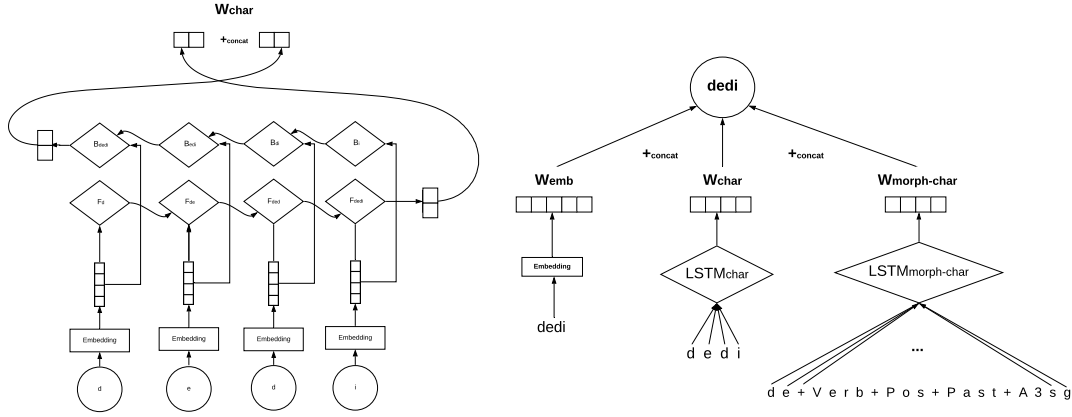 Wchar
+concat
Bdedi Bedi Bdi Bi
Fd Fde Fded Fdedi
Embedding Embedding Embedding Embedding
d e d i
dedi
+concat +concat
Wemb Wchar Wmorph-char
Embedding
LSTMchar LSTMmorph-char
dedi
d e d i
...
d e + V e r b + P o s + P a s t + A 3 s g